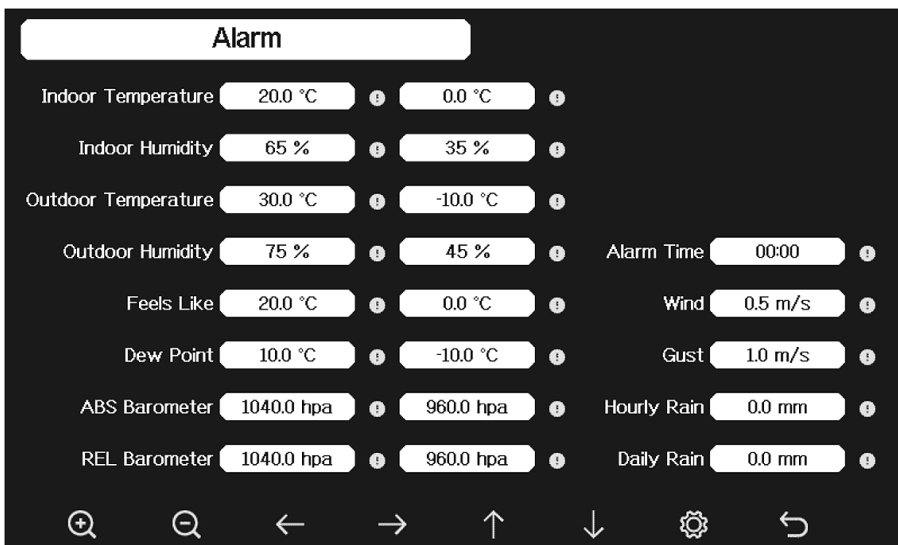 Alarm
Indoor Temperature 20.0 °C 0.0 °C
Indoor Humidity 65 % 35 %
Outdoor Temperature 30.0 °C -10.0 °C
Outdoor Humidity 75 % 45 % Alarm Time 00:00
Feels Like 20.0 °C 0.0 °C Wind 0.5 m/s
Dew Point 10.0 °C -10.0 °C Gust 1.0 m/s
ABS Barometer 1040.0 hpa 960.0 hpa Hourly Rain 0.0 mm
REL Barometer 1040.0 hpa 960.0 hpa Daily Rain 0.0 mm